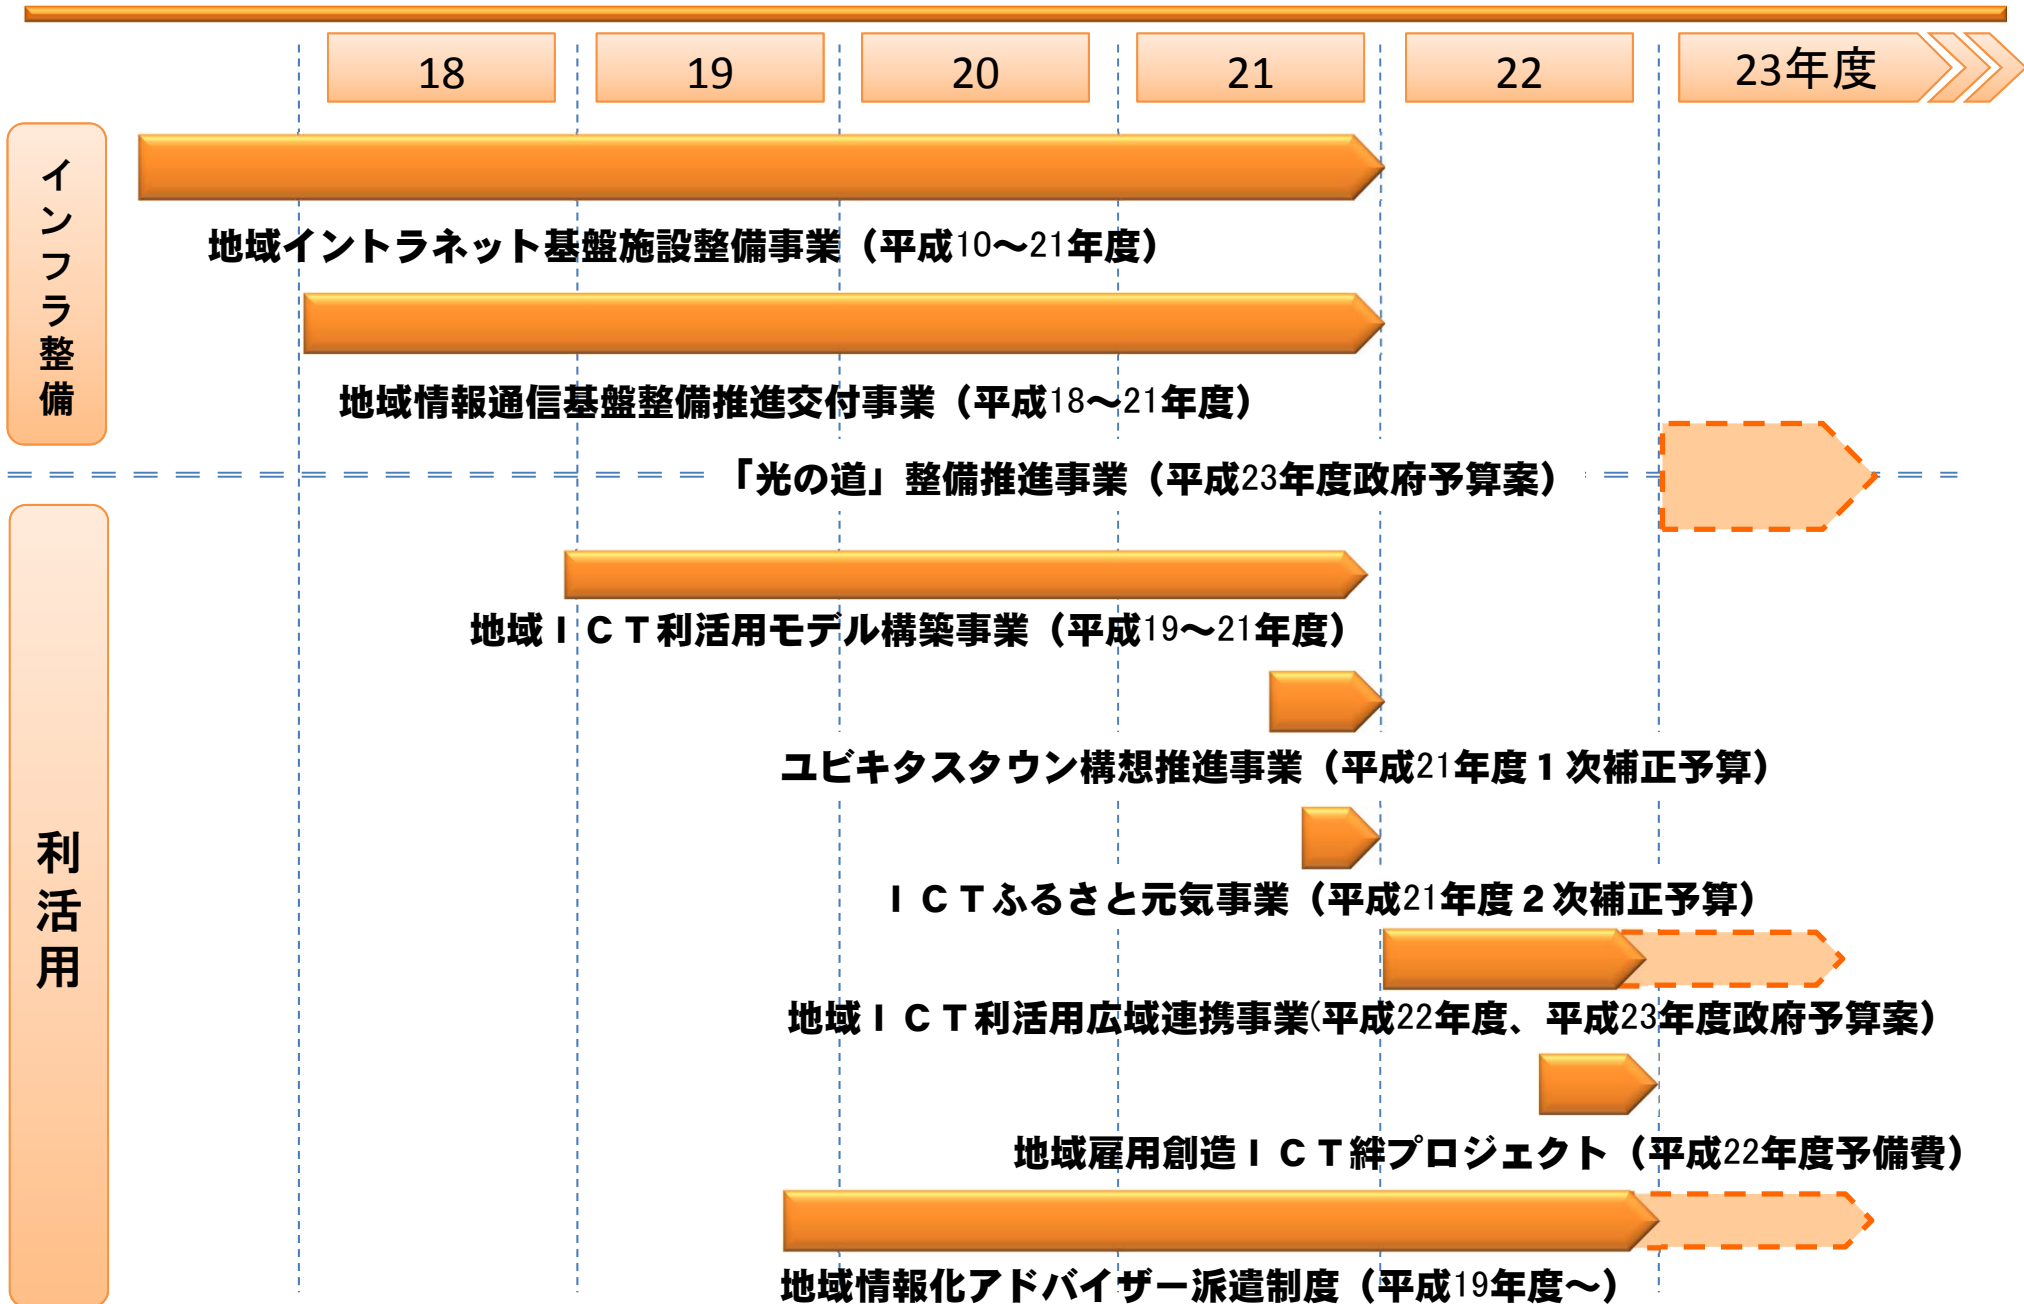 18 19 20 21 22 23年度
インフラ整備
地域イントラネット基盤施設整備事業（平成10～21年度）
地域情報通信基盤整備推進交付事業（平成18～21年度）
「光の道」整備推進事業（平成23年度政府予算案）
利活用
地域ＩＣＴ利活用モデル構築事業（平成19～21年度）
ユビキタスタウン構想推進事業（平成21年度１次補正予算）
ＩＣＴふるさと元気事業（平成21年度２次補正予算）
地域ＩＣＴ利活用広域連携事業(平成22年度、平成23年度政府予算案）
地域雇用創造ＩＣＴ絆プロジェクト（平成22年度予備費）
地域情報化アドバイザー派遣制度（平成19年度～）